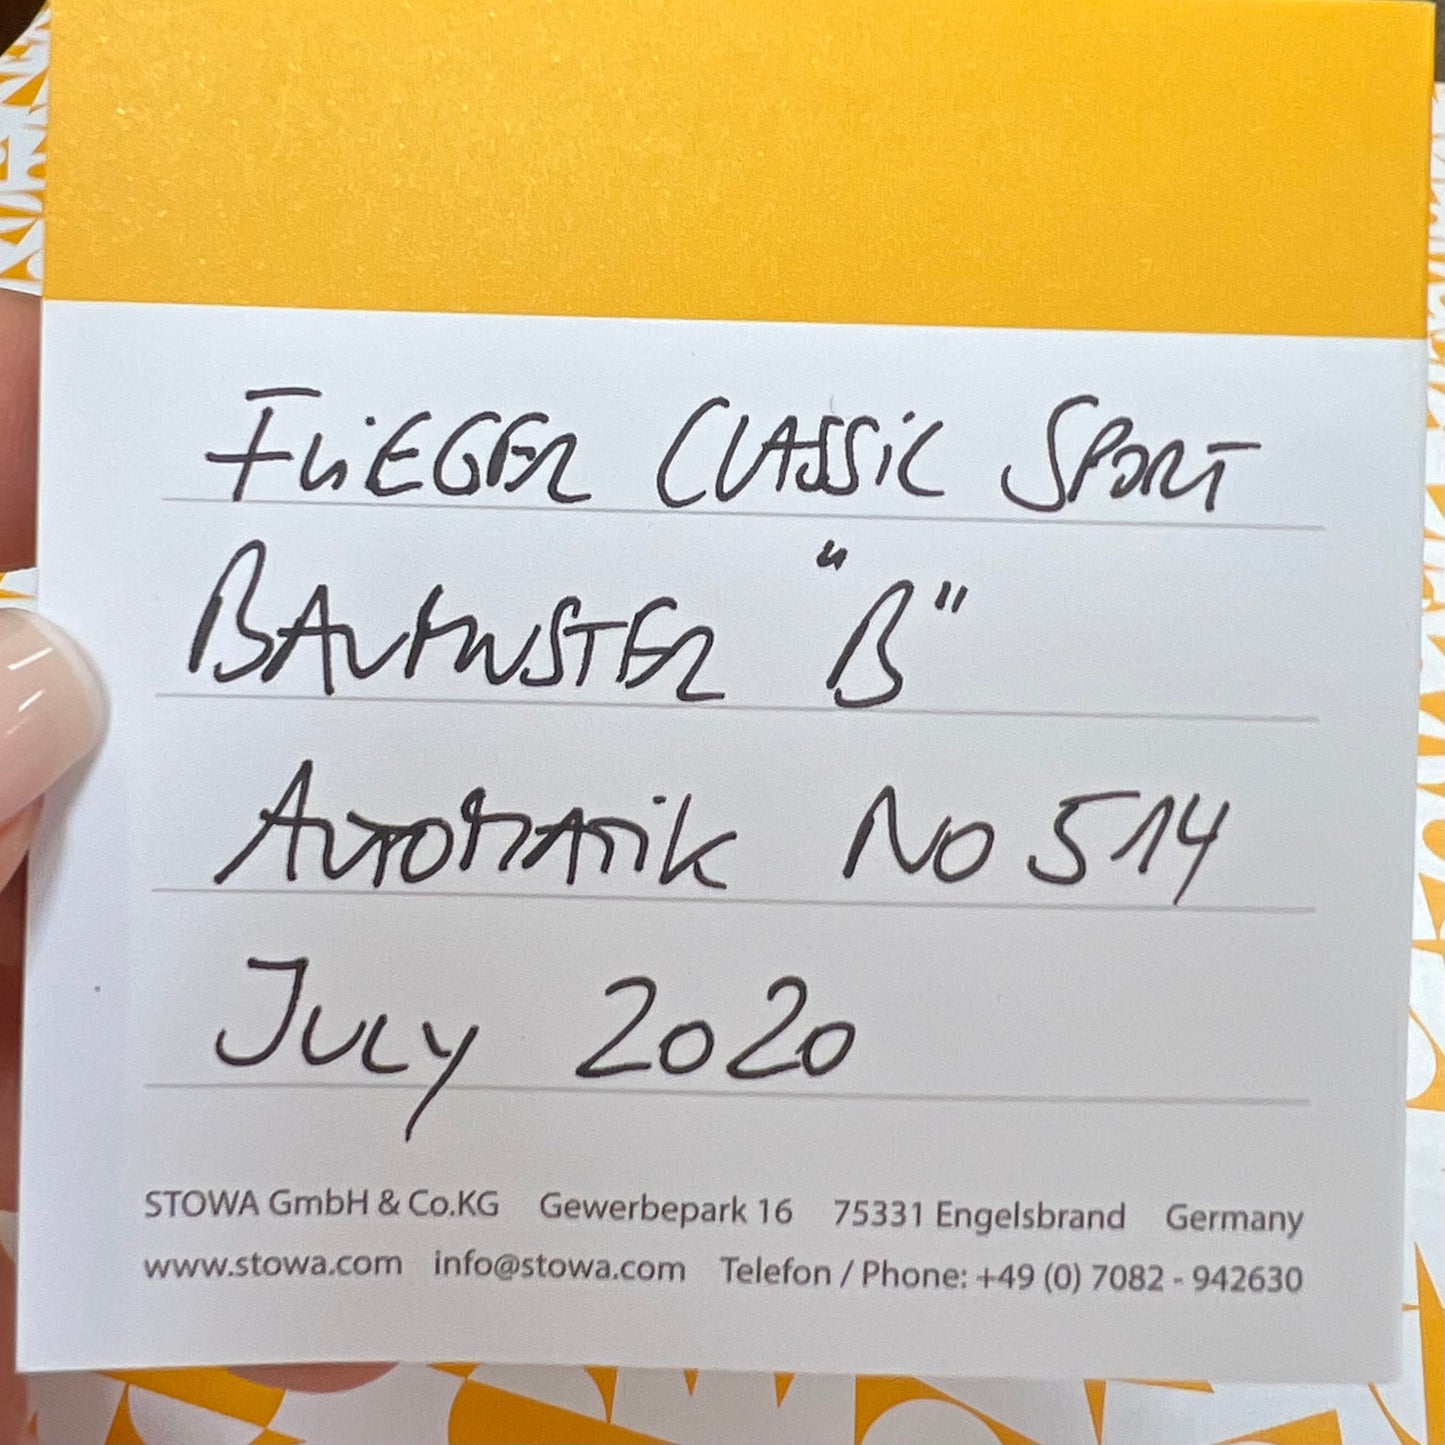 FLiEGER CLASSiC SPORT
BAUMUSTER "B"
AUTOMATiK No 514
JULY 2020
STOWA GmbH & Co.KG Gewerbepark 16 75331 Engelsbrand Germany
www.stowa.com info@stowa.com Telefon / Phone: +49 (0) 7082 - 942630